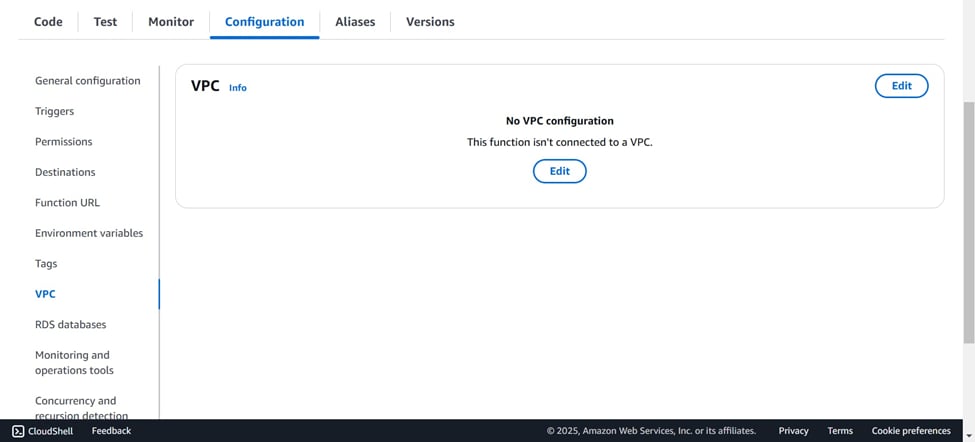 Code Test Monitor Configuration Aliases Versions
General configuration
Triggers
Permissions
Destinations
Function URL
Environment variables
Tags
VPC
RDS databases
Monitoring and
operations tools
Concurrency and
recursion detection
VPC Info
Edit
No VPC configuration
This function isn't connected to a VPC.
Edit
CloudShell Feedback © 2025, Amazon Web Services, Inc. or its affiliates. Privacy Terms Cookie preferences